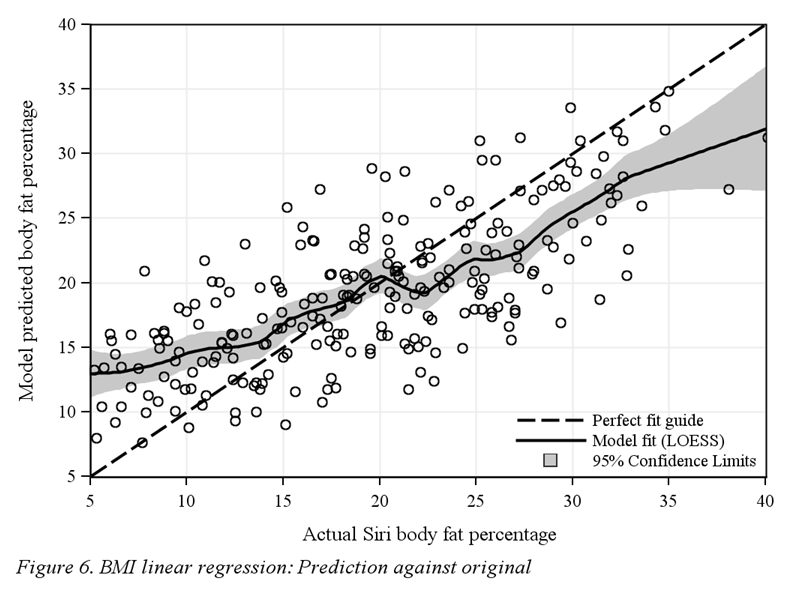 40
35
30
25
20
15
10
5
Model predicted body fat percentage
Perfect fit guide
Model fit (LOESS)
95% Confidence Limits
5 10 15 20 25 30 35 40
Actual Siri body fat percentage
Figure 6. BMI linear regression: Prediction against original